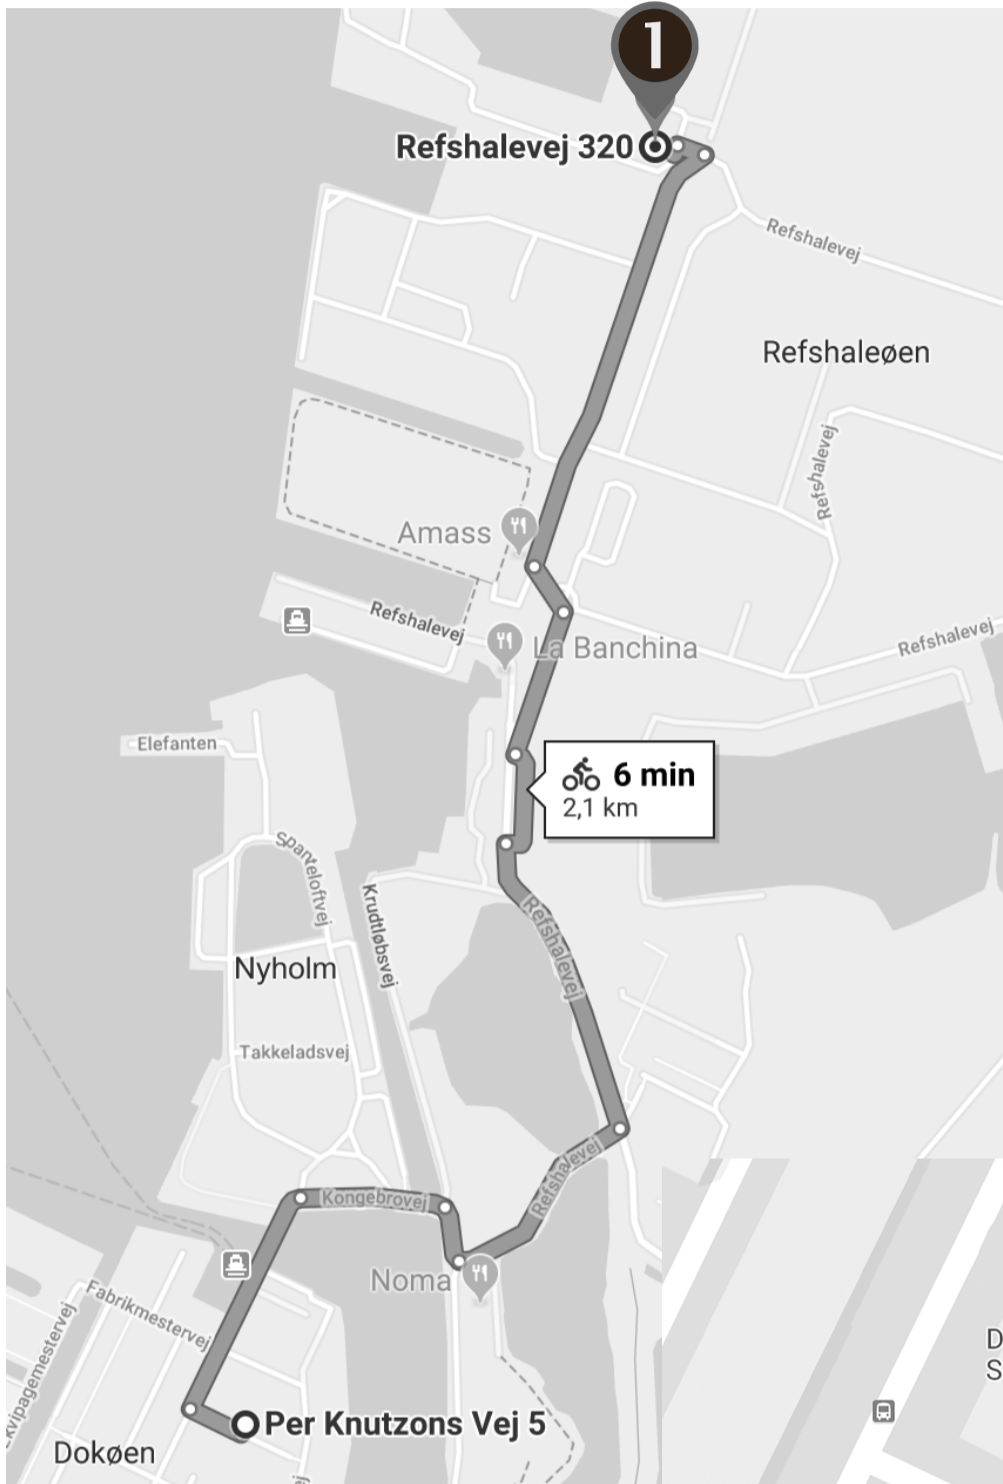 1
Refshalevej 320
Refshalevej
Refshaleøen
Refshalevej
Amass
Refshalevej
La Banchina
Refshalevej
Elefanten
6 min
2,1 km
Spanteloftvej
Krudtløbsvej
Refshalevej
Nyholm
Takkeladsvej
Refshalevej
Kongebrovej
Noma
Fabrikmestervej
Per Knutzons Vej 5
Dokøen